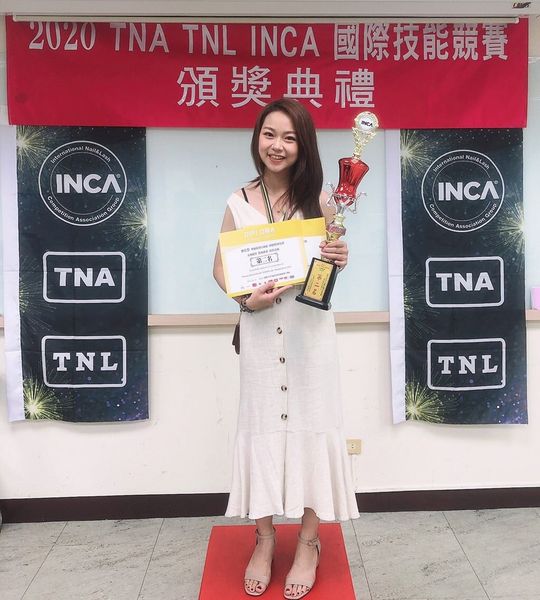 2020 TNA TNL INCA 國際技能競賽
頒獎典禮
International Nail&Lash
INCA
Competition Association Group
TNA
TNL
INCA
DIPLOMA
International Nail&Lash
INCA
Competition Association Group
TNA
TNL